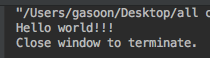 "/Users/gasoon/Desktop/all
Hello world!!!
Close window to terminate.